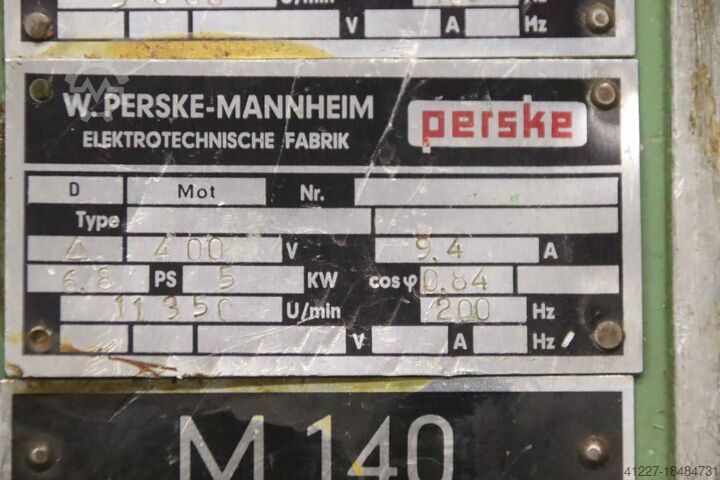 V A Hz
W. PERSKE-MANNHEIM perske
ELEKTROTECHNISCHE FABRIK
D Mot Nr.
Type
△ 400 V 9,4 A
6,8 PS 5 KW cos φ 0,84
11350 U/min 200 Hz
V A Hz
M 140
41227-18484731